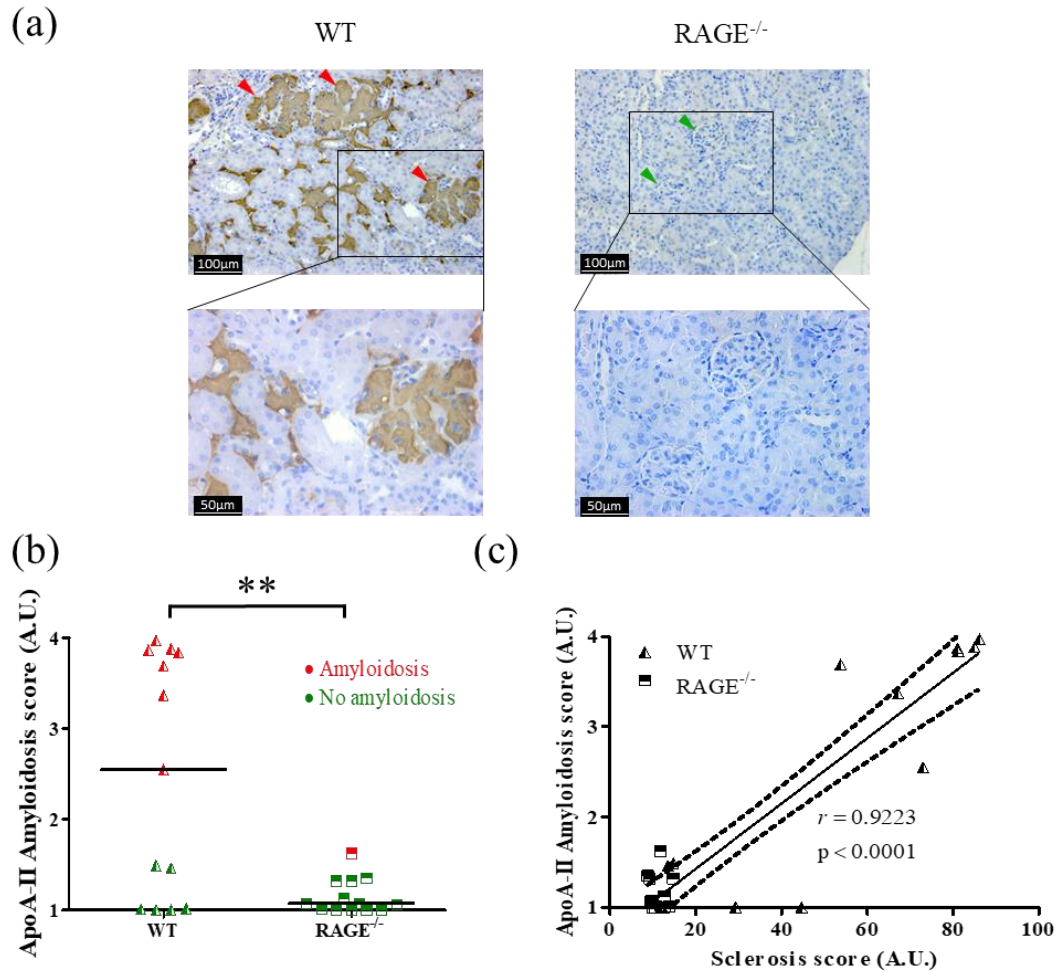 (a)
WT
RAGE-/-
100µm
100µm
50µm
50µm
(b)
ApoA-II Amyloidosis score (A.U.)
4
3
2
1
**
Amyloidosis
No amyloidosis
WT
RAGE-/-
(c)
ApoA-II Amyloidosis score (A.U.)
4
3
2
1
WT
RAGE-/-
r = 0.9223
p < 0.0001
0
20
40
60
80
100
Sclerosis score (A.U.)